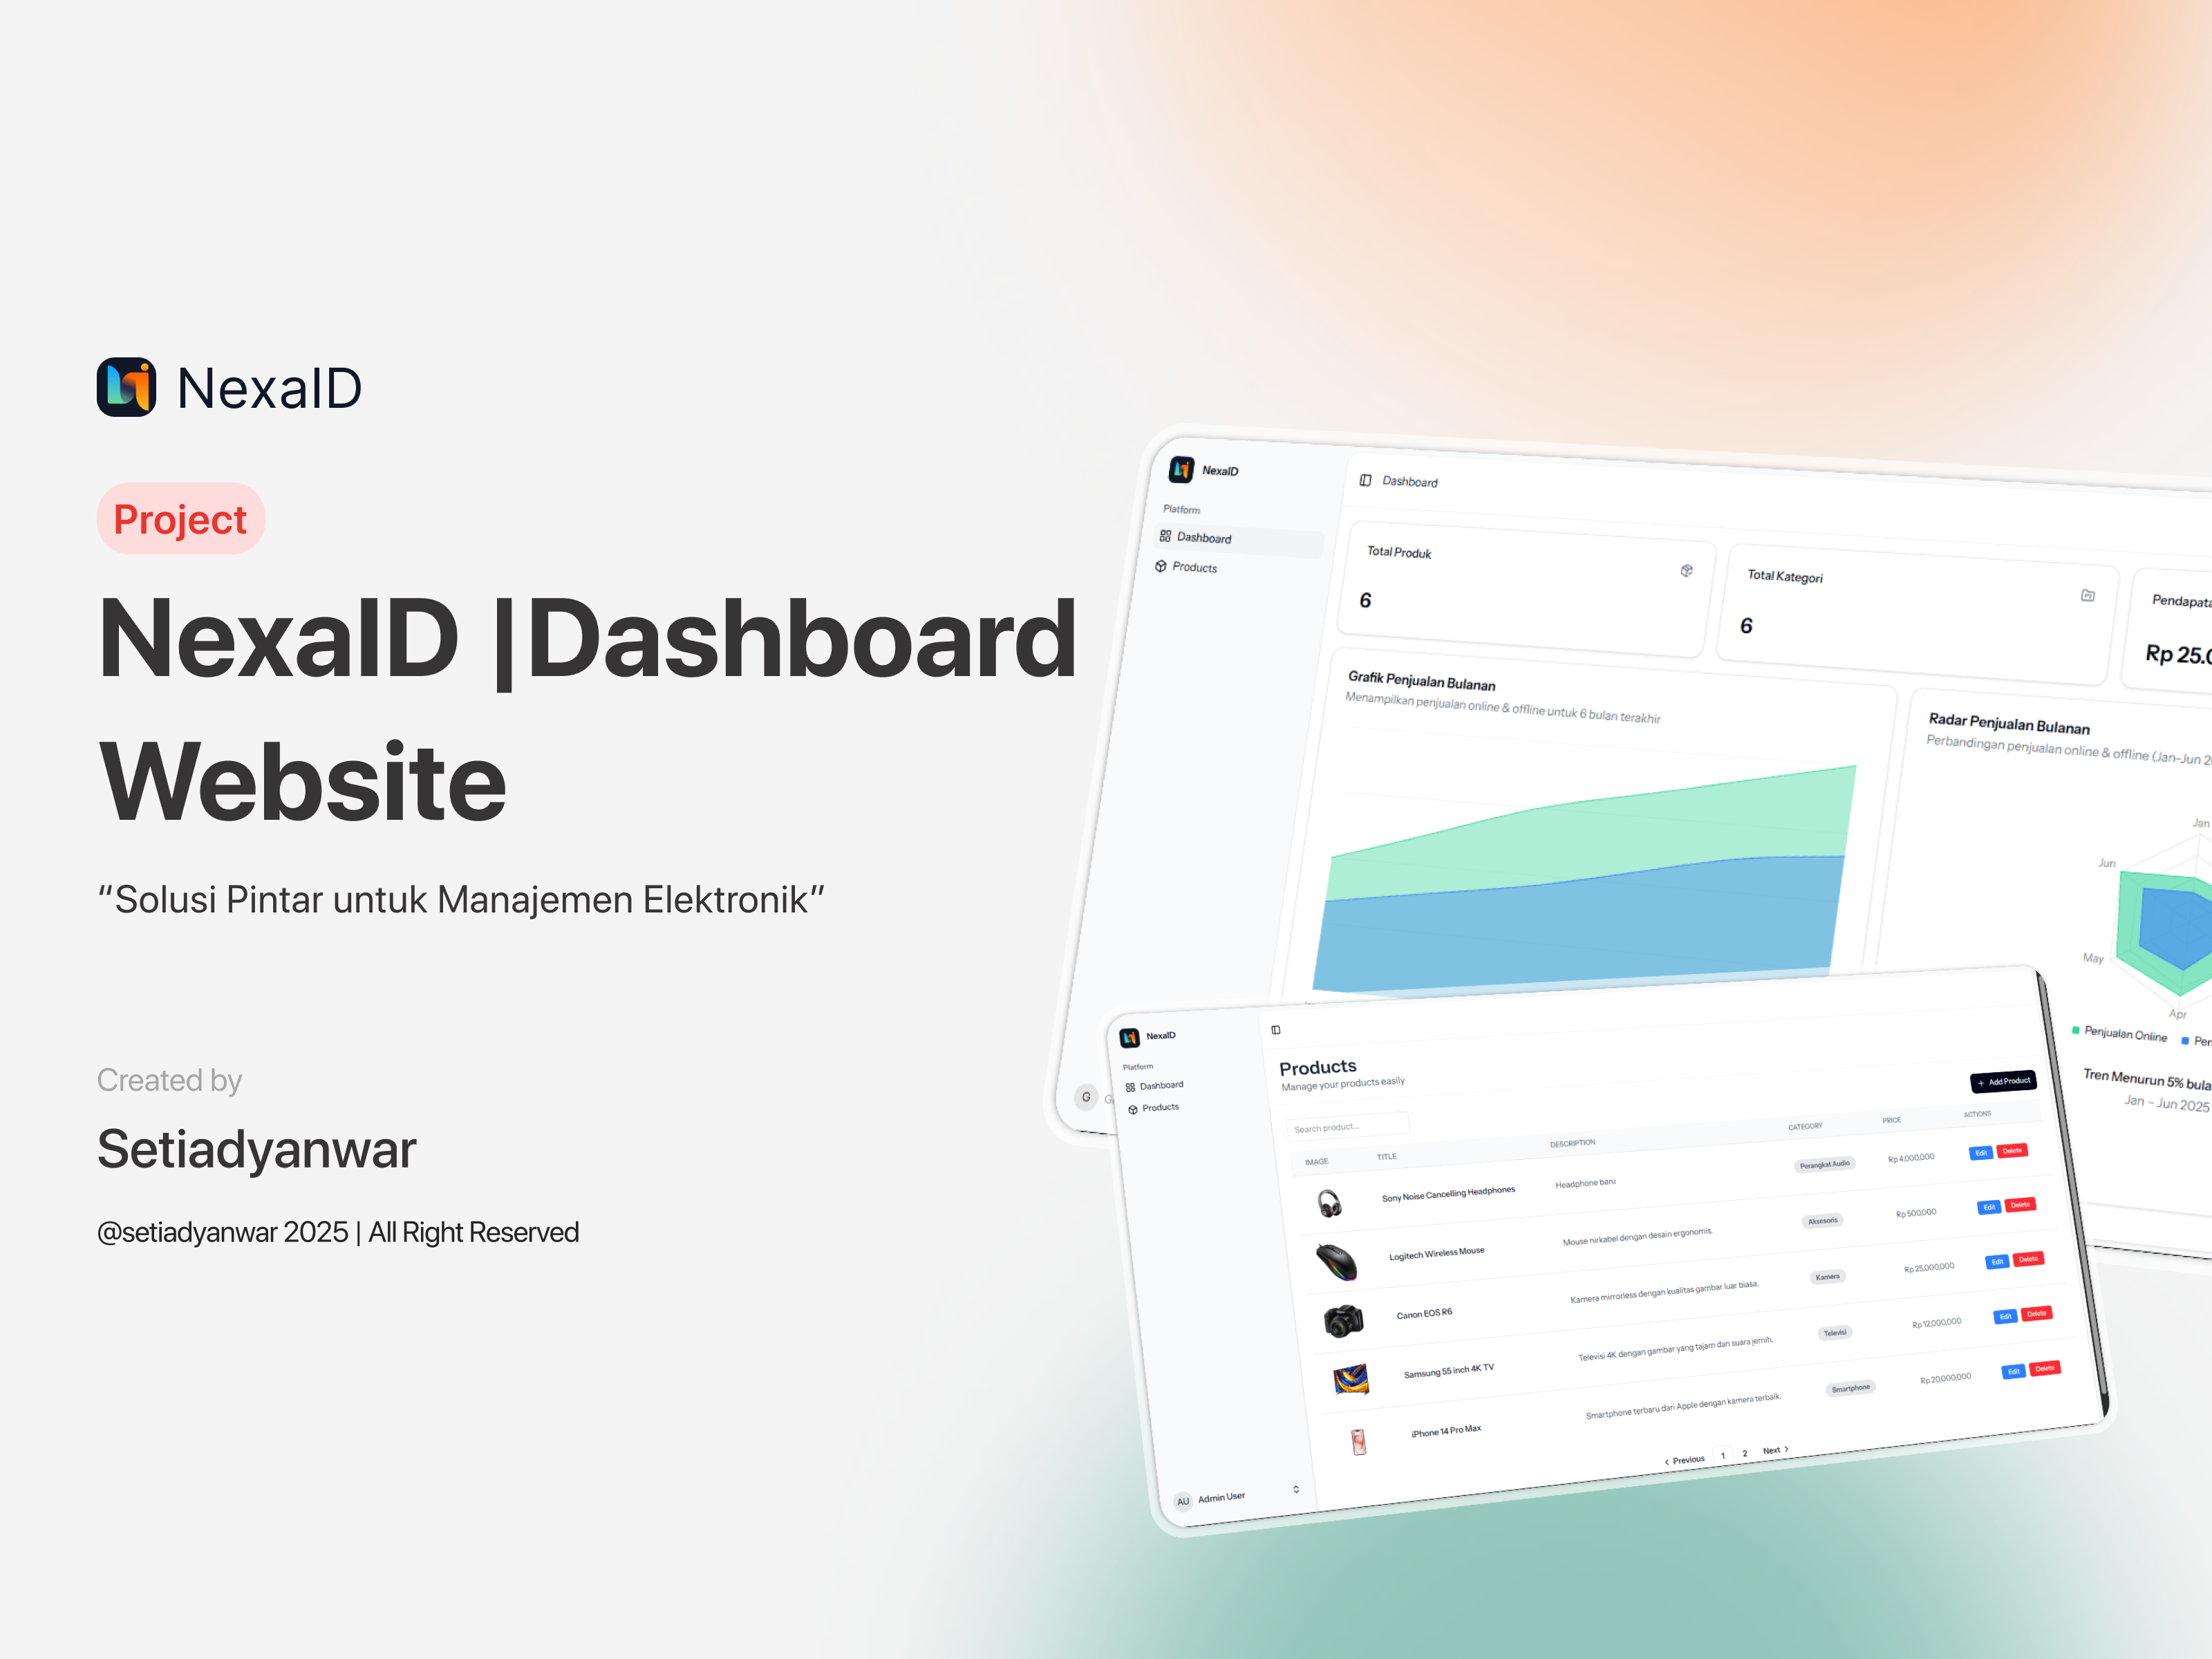 NexaID
Project
NexaID |Dashboard
Website
“Solusi Pintar untuk Manajemen Elektronik”
Created by
Setiadyanwar
@setiadyanwar 2025 | All Right Reserved
NexaID
Platform
Dashboard
Products
G
Dashboard
Total Produk
6
Total Kategori
6
Rp 25.
Grafik Penjualan Bulanan
Menampilkan penjualan online & offline untuk 6 bulan terakhir
Radar Penjualan Bulanan
Perbandingan penjualan online & offline (Jan-Jun
Jan
Jun
May
Apr
Penjualan Online
Tren Menurun 5%
Jan - Jun 2025
NexaID
Platform
Dashboard
Products
AU Admin User
Products
Manage your products easily
+ Add Product
Search product...
IMAGE TITLE DESCRIPTION CATEGORY PRICE ACTIONS
Sony Noise Cancelling Headphones Headphone baru Perangkat Audio Rp 4,000,000 Edit Delete
Logitech Wireless Mouse Mouse nirkabel dengan desain ergonomis. Aksesoris Rp 500,000 Edit Delete
Canon EOS R6 Kamera mirrorless dengan kualitas gambar luar biasa. Kamera Rp 25,000,000 Edit Delete
Samsung 55 inch 4K TV Televisi 4K dengan gambar yang tajam dan suara jernih. Televisi Rp 12,000,000 Edit Delete
iPhone 14 Pro Max Smartphone terbaru dari Apple dengan kamera terbaik. Smartphone Rp 20,000,000 Edit Delete
‹ Previous 1 2 Next ›